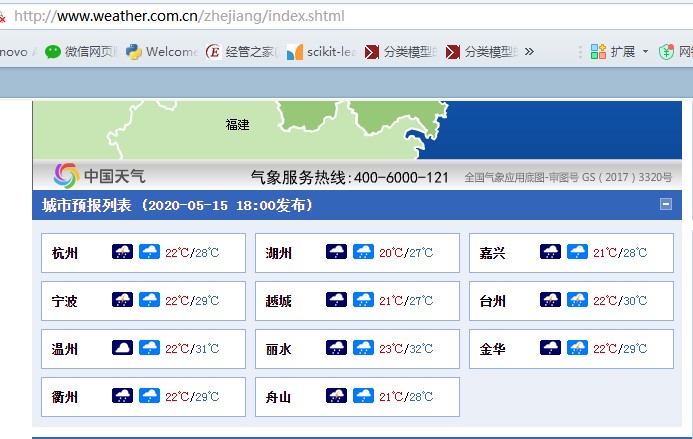 http://www.weather.com.cn/zhejiang/index.shtml
微信网页 Welcome 经管之家 scikit-lea 分类模型 分类模型 » 扩展
福建
中国天气 气象服务热线:400-6000-121 全国气象应用底图-审图号 GS（2017）3320号
城市预报列表 (2020-05-15 18:00发布)
杭州 22℃/28℃ 湖州 20℃/27℃ 嘉兴 21℃/28℃
宁波 22℃/29℃ 越城 21℃/27℃ 台州 22℃/30℃
温州 22℃/31℃ 丽水 23℃/32℃ 金华 22℃/29℃
衢州 22℃/29℃ 舟山 21℃/28℃